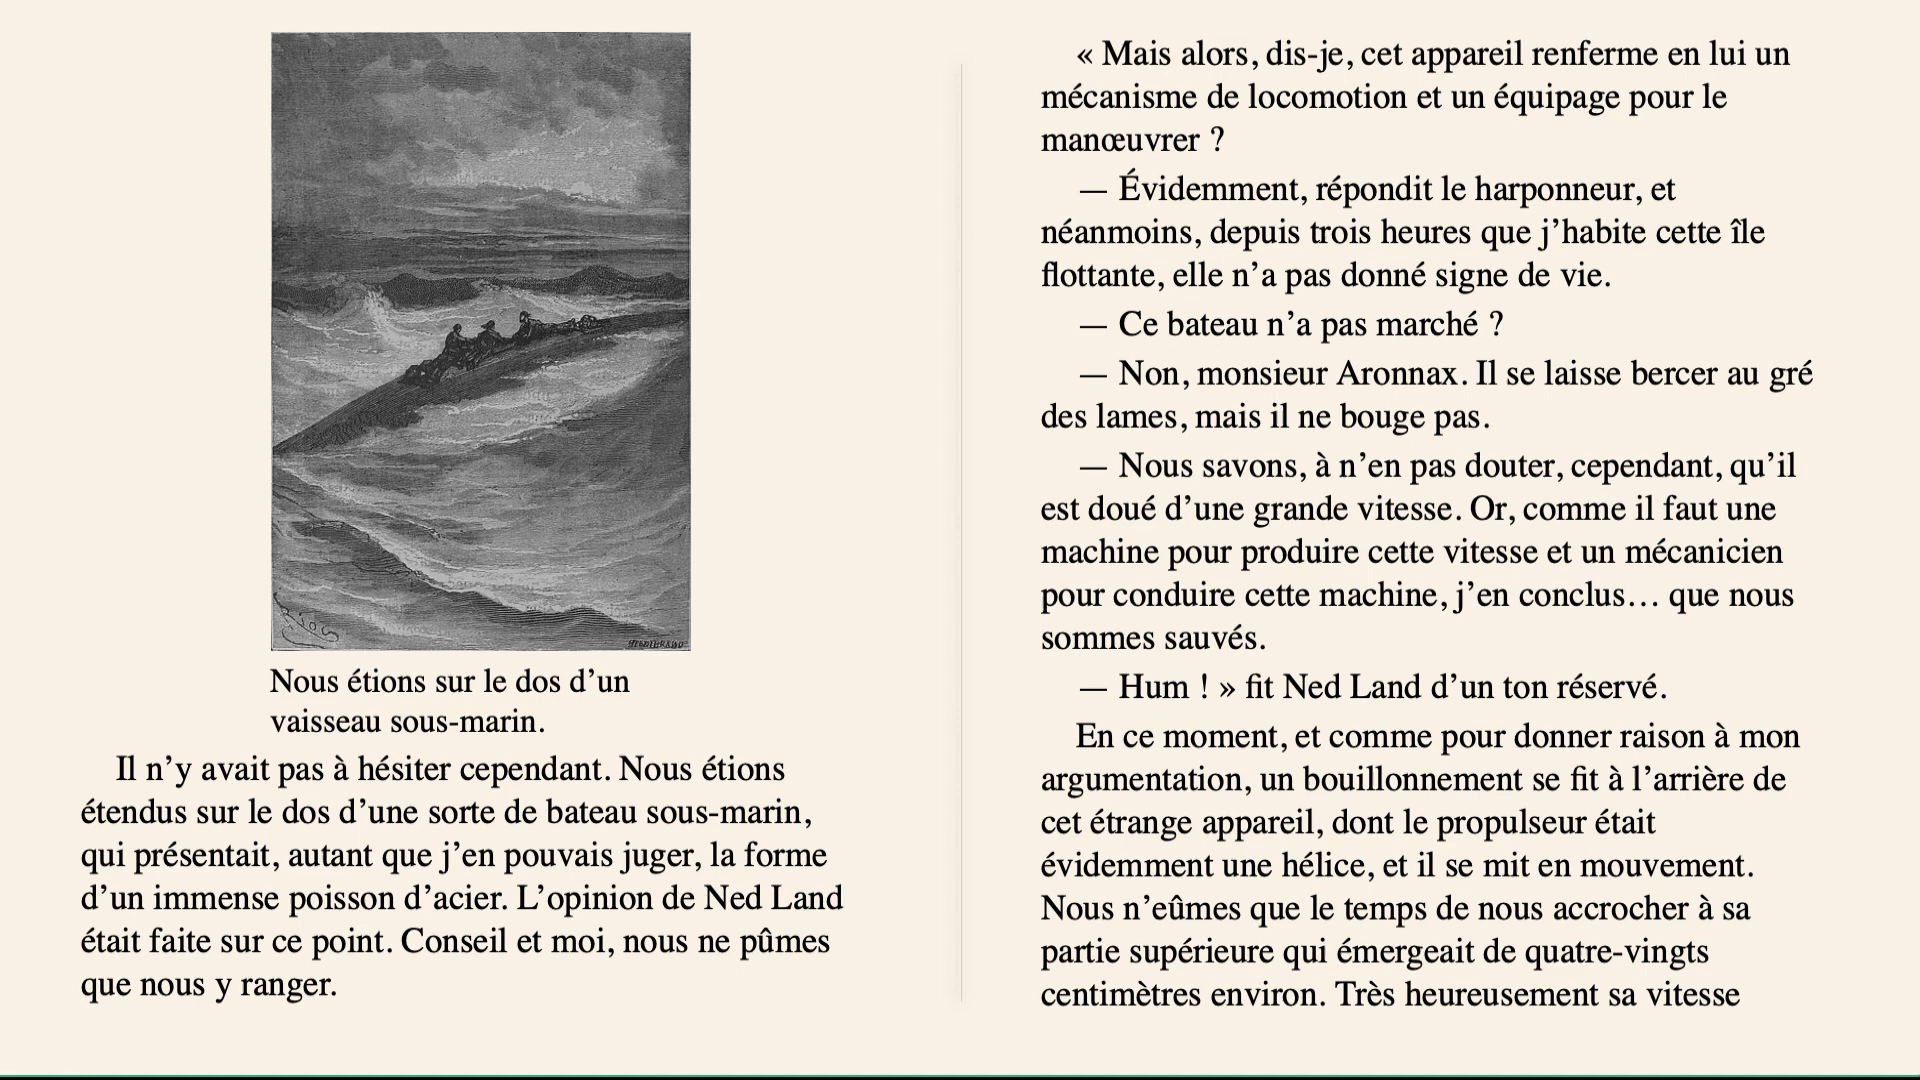 Riou
HILDIBRAND
Nous étions sur le dos d’un
vaisseau sous-marin.
Il n’y avait pas à hésiter cependant. Nous étions
étendus sur le dos d’une sorte de bateau sous-marin,
qui présentait, autant que j’en pouvais juger, la forme
d’un immense poisson d’acier. L’opinion de Ned Land
était faite sur ce point. Conseil et moi, nous ne pûmes
que nous y ranger.
« Mais alors, dis-je, cet appareil renferme en lui un
mécanisme de locomotion et un équipage pour le
manœuvrer ?
— Évidemment, répondit le harponneur, et
néanmoins, depuis trois heures que j’habite cette île
flottante, elle n’a pas donné signe de vie.
— Ce bateau n’a pas marché ?
— Non, monsieur Aronnax. Il se laisse bercer au gré
des lames, mais il ne bouge pas.
— Nous savons, à n’en pas douter, cependant, qu’il
est doué d’une grande vitesse. Or, comme il faut une
machine pour produire cette vitesse et un mécanicien
pour conduire cette machine, j’en conclus… que nous
sommes sauvés.
— Hum ! » fit Ned Land d’un ton réservé.
En ce moment, et comme pour donner raison à mon
argumentation, un bouillonnement se fit à l’arrière de
cet étrange appareil, dont le propulseur était
évidemment une hélice, et il se mit en mouvement.
Nous n’eûmes que le temps de nous accrocher à sa
partie supérieure qui émergeait de quatre-vingts
centimètres environ. Très heureusement sa vitesse